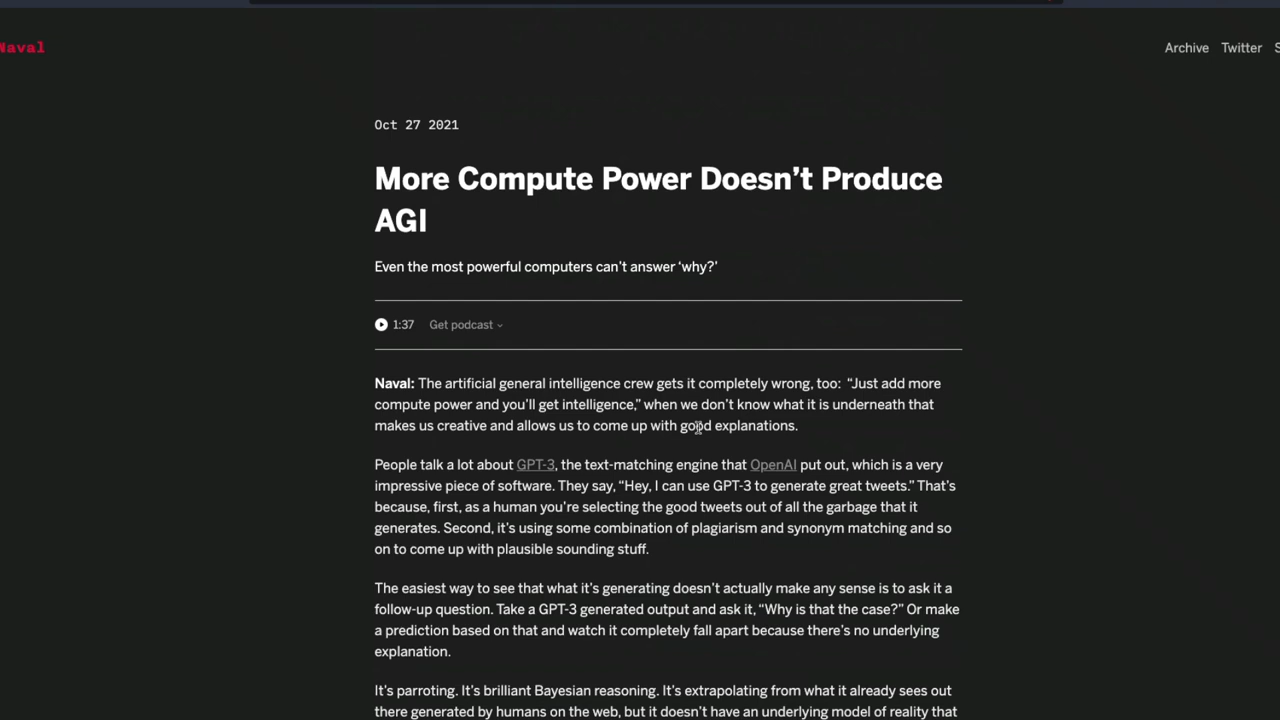 Naval
Archive Twitter S
Oct 27 2021
More Compute Power Doesn’t Produce
AGI
Even the most powerful computers can’t answer ‘why?’
1:37 Get podcast
Naval: The artificial general intelligence crew gets it completely wrong, too: “Just add more
compute power and you’ll get intelligence,” when we don’t know what it is underneath that
makes us creative and allows us to come up with good explanations.
People talk a lot about GPT-3, the text-matching engine that OpenAI put out, which is a very
impressive piece of software. They say, “Hey, I can use GPT-3 to generate great tweets.” That’s
because, first, as a human you’re selecting the good tweets out of all the garbage that it
generates. Second, it’s using some combination of plagiarism and synonym matching and so
on to come up with plausible sounding stuff.
The easiest way to see that what it’s generating doesn’t actually make any sense is to ask it a
follow-up question. Take a GPT-3 generated output and ask it, “Why is that the case?” Or make
a prediction based on that and watch it completely fall apart because there’s no underlying
explanation.
It’s parroting. It’s brilliant Bayesian reasoning. It’s extrapolating from what it already sees out
there generated by humans on the web, but it doesn’t have an underlying model of reality that